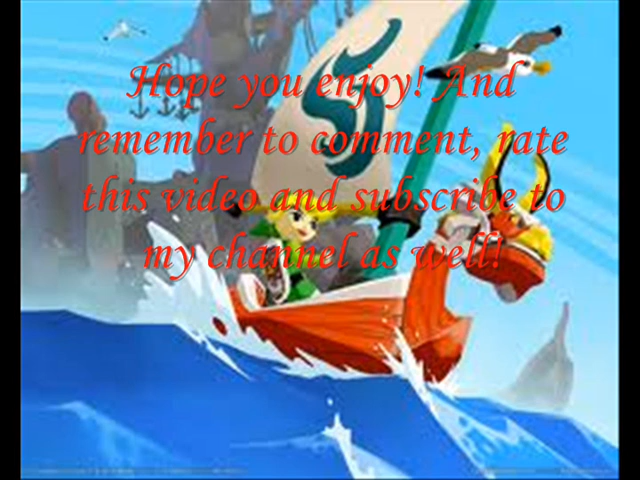 Hope you enjoy! And
remember to comment, rate
this video and subscribe to
my channel as well!